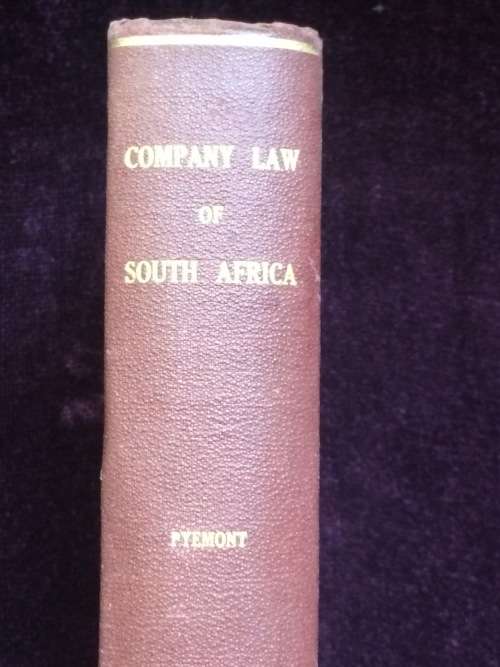 COMPANY LAW
OF
SOUTH AFRICA
PYEMONT